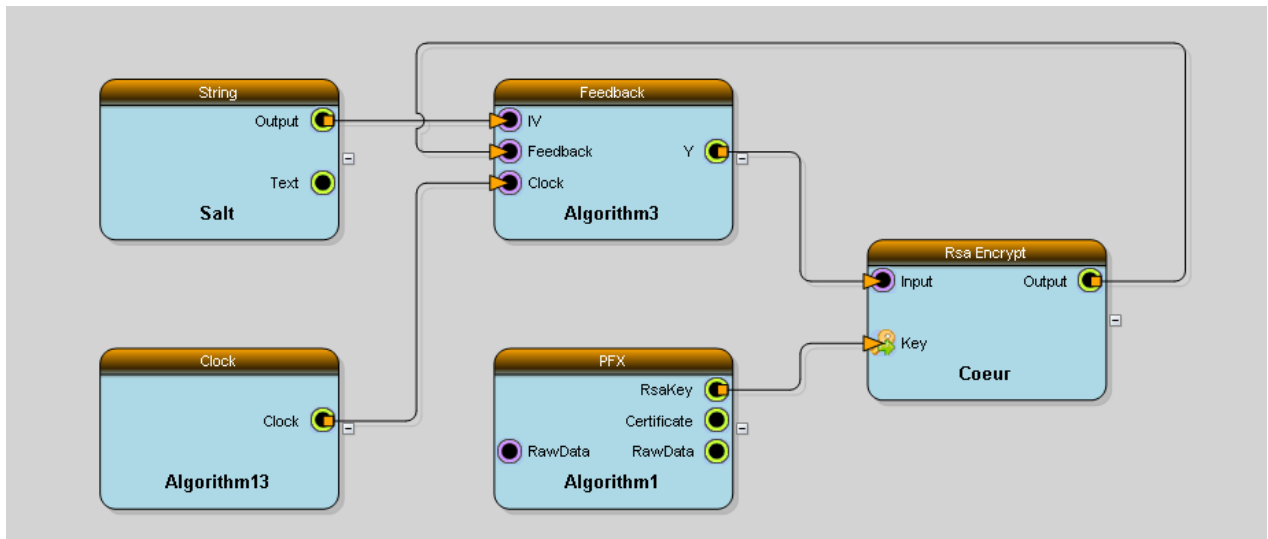 String
Output
Text
Salt
Feedback
IV
Feedback
Y
Clock
Algorithm3
Rsa Encrypt
Input
Output
Key
Coeur
Clock
Clock
Algorithm13
PFX
RsaKey
Certificate
RawData
RawData
Algorithm1